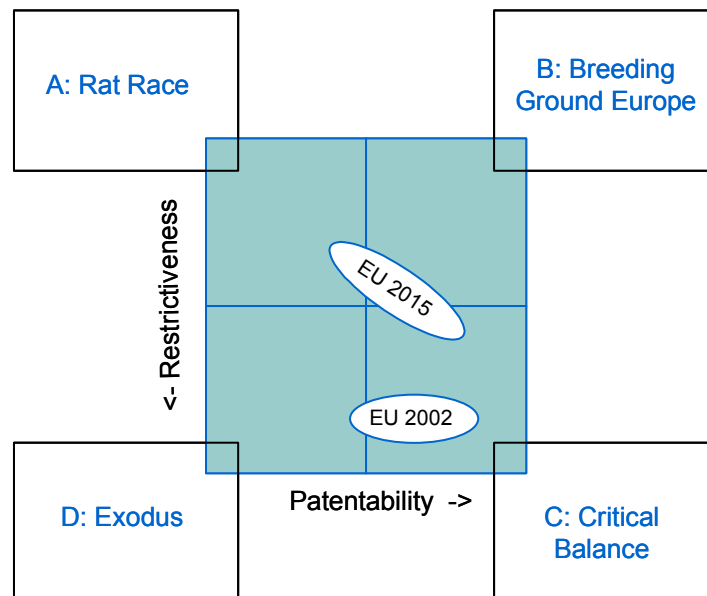 A: Rat Race
B: Breeding
Ground Europe
<- Restrictiveness
EU 2015
EU 2002
D: Exodus
Patentability ->
C: Critical
Balance